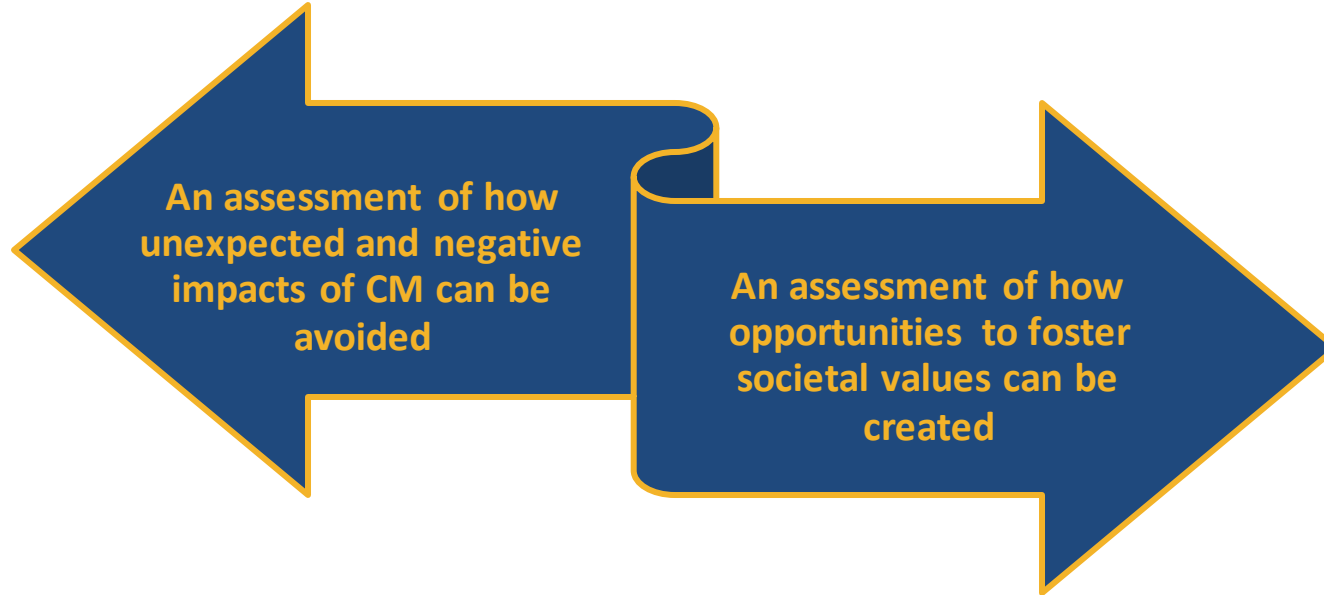 An assessment of how
unexpected and negative
impacts of CM can be
avoided
An assessment of how
opportunities to foster
societal values can be
created